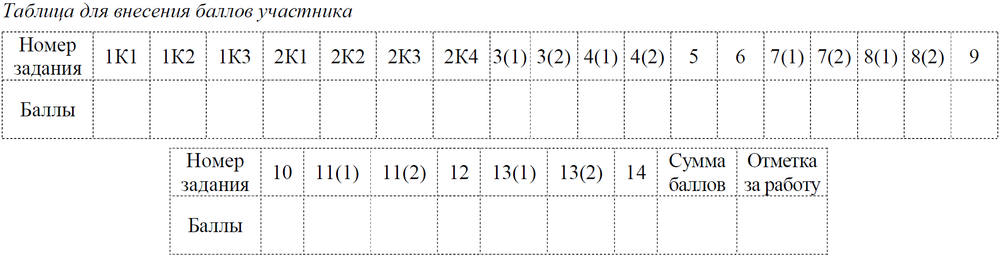 Таблица для внесения баллов участника
Номер задания 1К1 1К2 1К3 2К1 2К2 2К3 2К4 3(1) 3(2) 4(1) 4(2) 5 6 7(1) 7(2) 8(1) 8(2) 9
Баллы
Номер задания 10 11(1) 11(2) 12 13(1) 13(2) 14 Сумма баллов Отметка за работу
Баллы